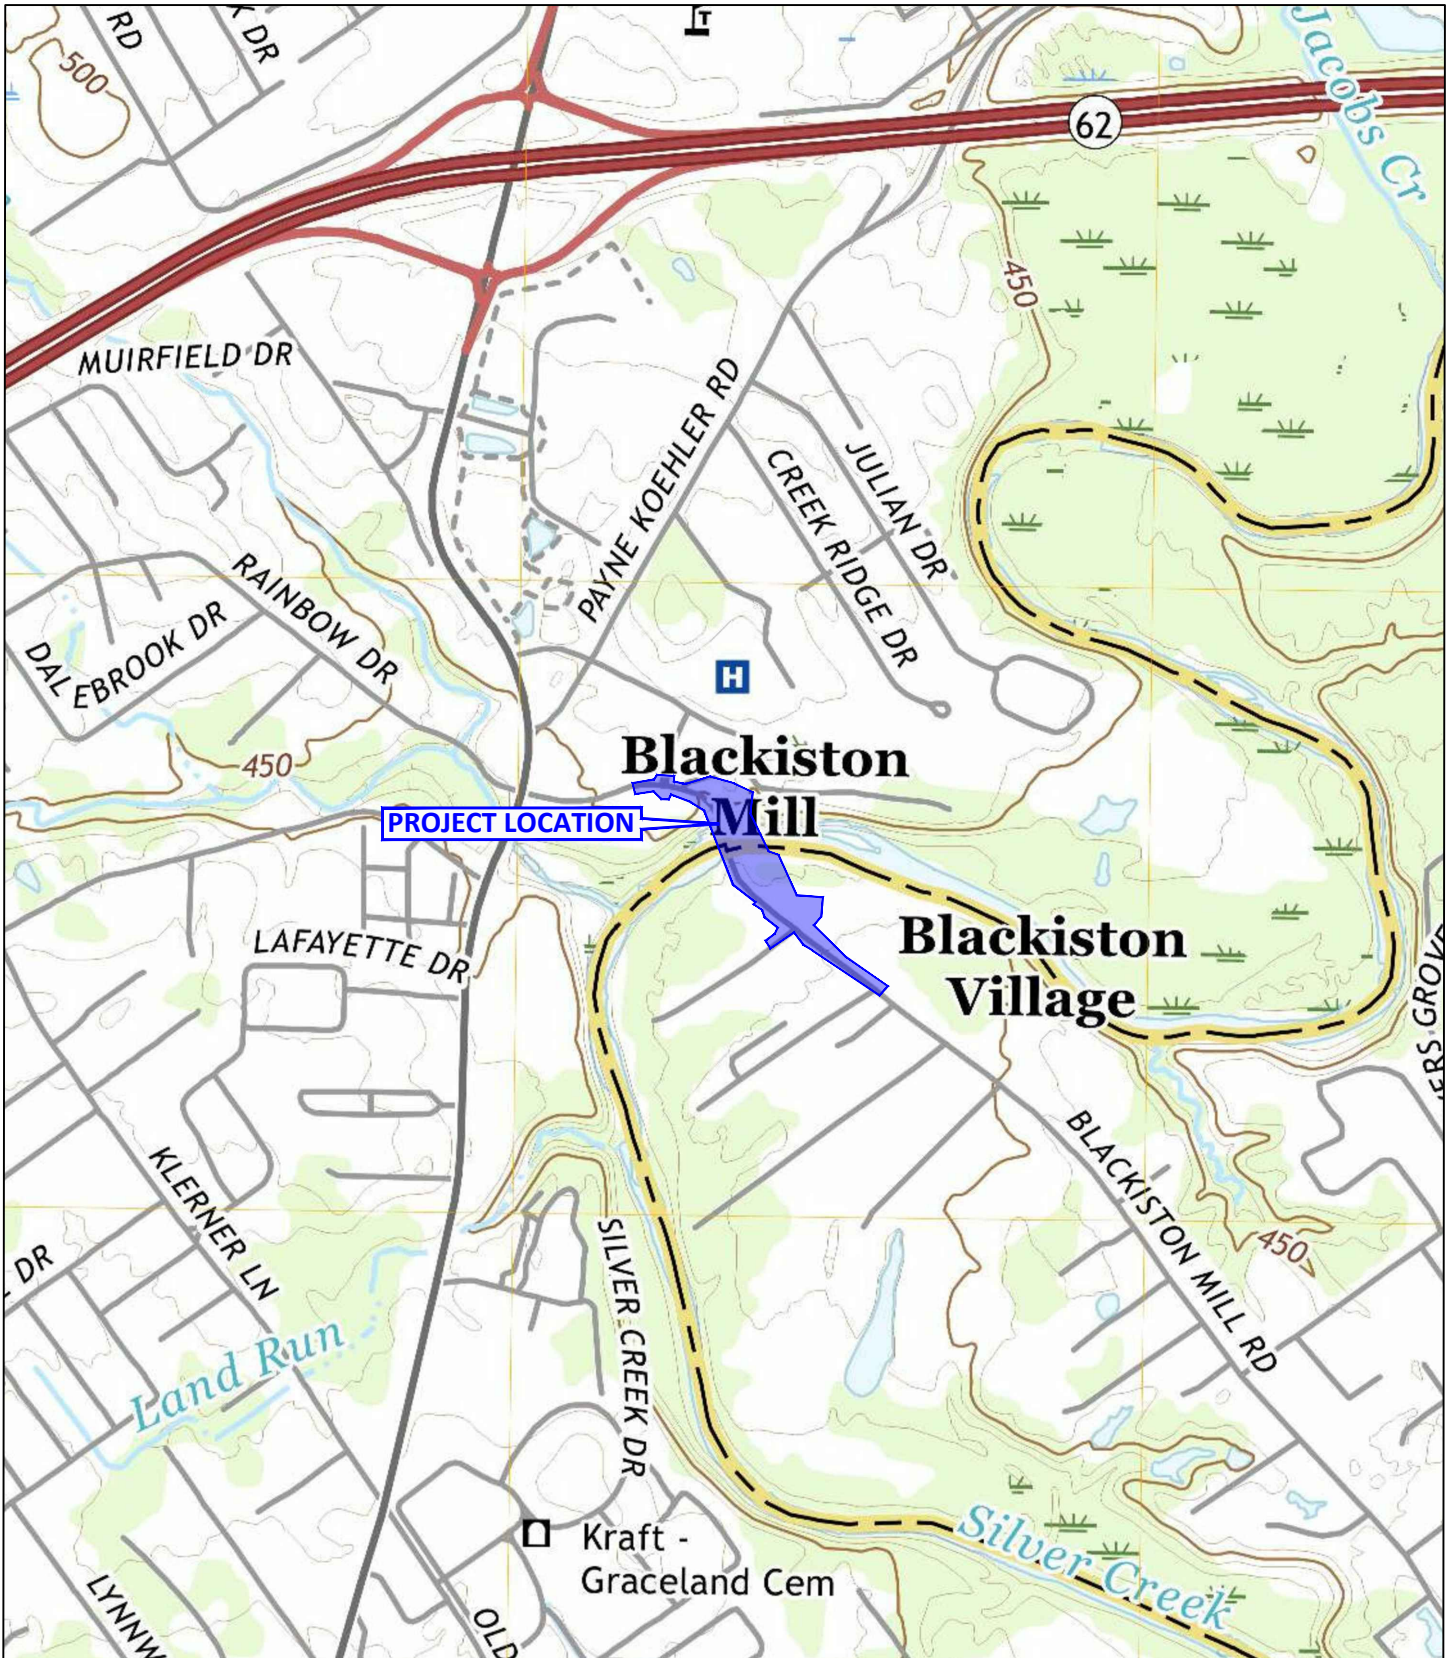 RD
K DR
T
Jacobs Cr
500
62
450
MUIRFIELD DR
PAYNE KOEHLER RD
JULIAN DR
CREEK RIDGE DR
RAINBOW DR
DALEBROOK DR
H
Blackiston
Mill
450
PROJECT LOCATION
Blackiston
Village
LAFAYETTE DR
ERS GROVE
BLACKISTON MILL RD
KLERNER LN
SILVER CREEK DR
450
DR
Land Run
Kraft -
Graceland Cem
Silver Creek
LYNNW
OLD